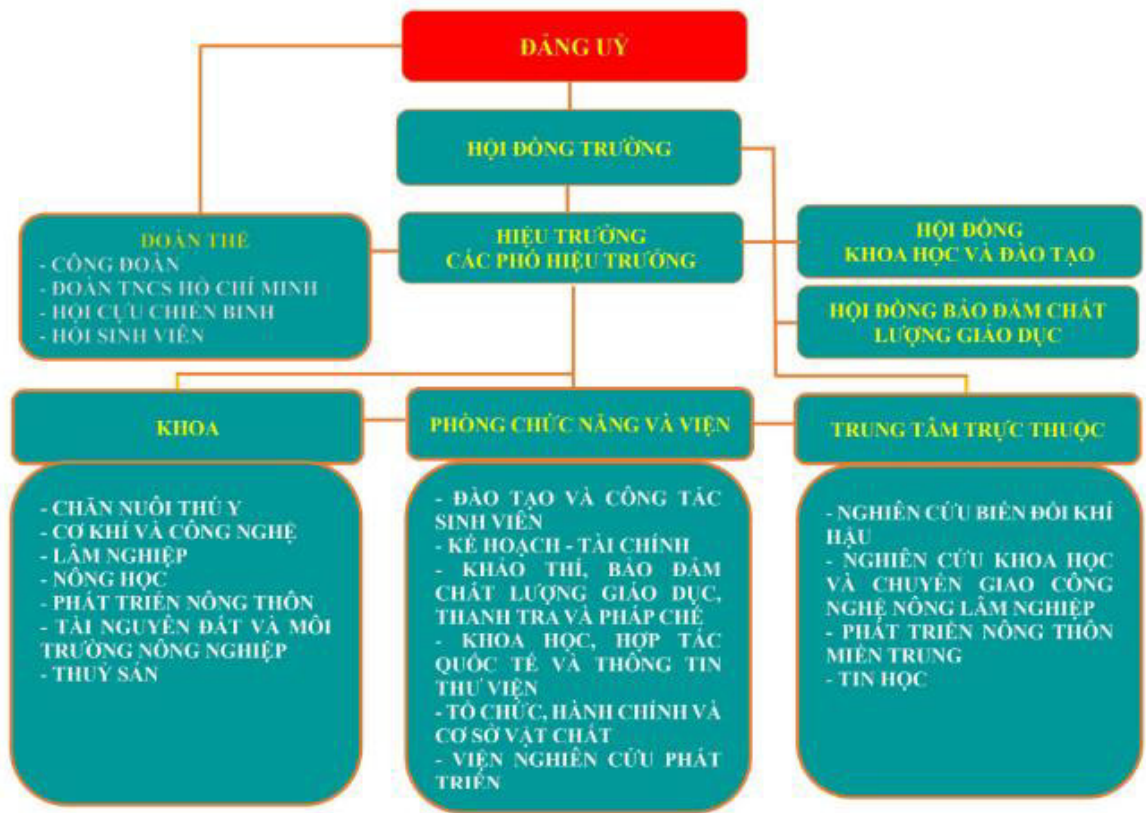 ĐẢNG UỶ
HỘI ĐỒNG TRƯỜNG
ĐOÀN THỂ
- CÔNG ĐOÀN
- ĐOÀN TNCS HỒ CHÍ MINH
- HỘI CỰU CHIẾN BINH
- HỘI SINH VIÊN
HIỆU TRƯỞNG
CÁC PHÓ HIỆU TRƯỞNG
HỘI ĐỒNG
KHOA HỌC VÀ ĐÀO TẠO
HỘI ĐỒNG BẢO ĐẢM CHẤT
LƯỢNG GIÁO DỤC
KHOA
- CHĂN NUÔI THÚ Y
- CƠ KHÍ VÀ CÔNG NGHỆ
- LÂM NGHIỆP
- NÔNG HỌC
- PHÁT TRIỂN NÔNG THÔN
- TÀI NGUYÊN ĐẤT VÀ MÔI
TRƯỜNG NÔNG NGHIỆP
- THUỶ SẢN
PHÒNG CHỨC NĂNG VÀ VIỆN
- ĐÀO TẠO VÀ CÔNG TÁC
SINH VIÊN
- KẾ HOẠCH - TÀI CHÍNH
- KHẢO THÍ, BẢO ĐẢM
CHẤT LƯỢNG GIÁO DỤC,
THANH TRA VÀ PHÁP CHẾ
- KHOA HỌC, HỢP TÁC
QUỐC TẾ VÀ THÔNG TIN
THƯ VIỆN
- TỔ CHỨC, HÀNH CHÍNH VÀ
CƠ SỞ VẬT CHẤT
- VIỆN NGHIÊN CỨU PHÁT
TRIỂN
TRUNG TÂM TRỰC THUỘC
- NGHIÊN CỨU BIẾN ĐỔI KHÍ
HẬU
- NGHIÊN CỨU KHOA HỌC
VÀ CHUYỂN GIAO CÔNG
NGHỆ NÔNG LÂM NGHIỆP
- PHÁT TRIỂN NÔNG THÔN
MIỀN TRUNG
- TIN HỌC